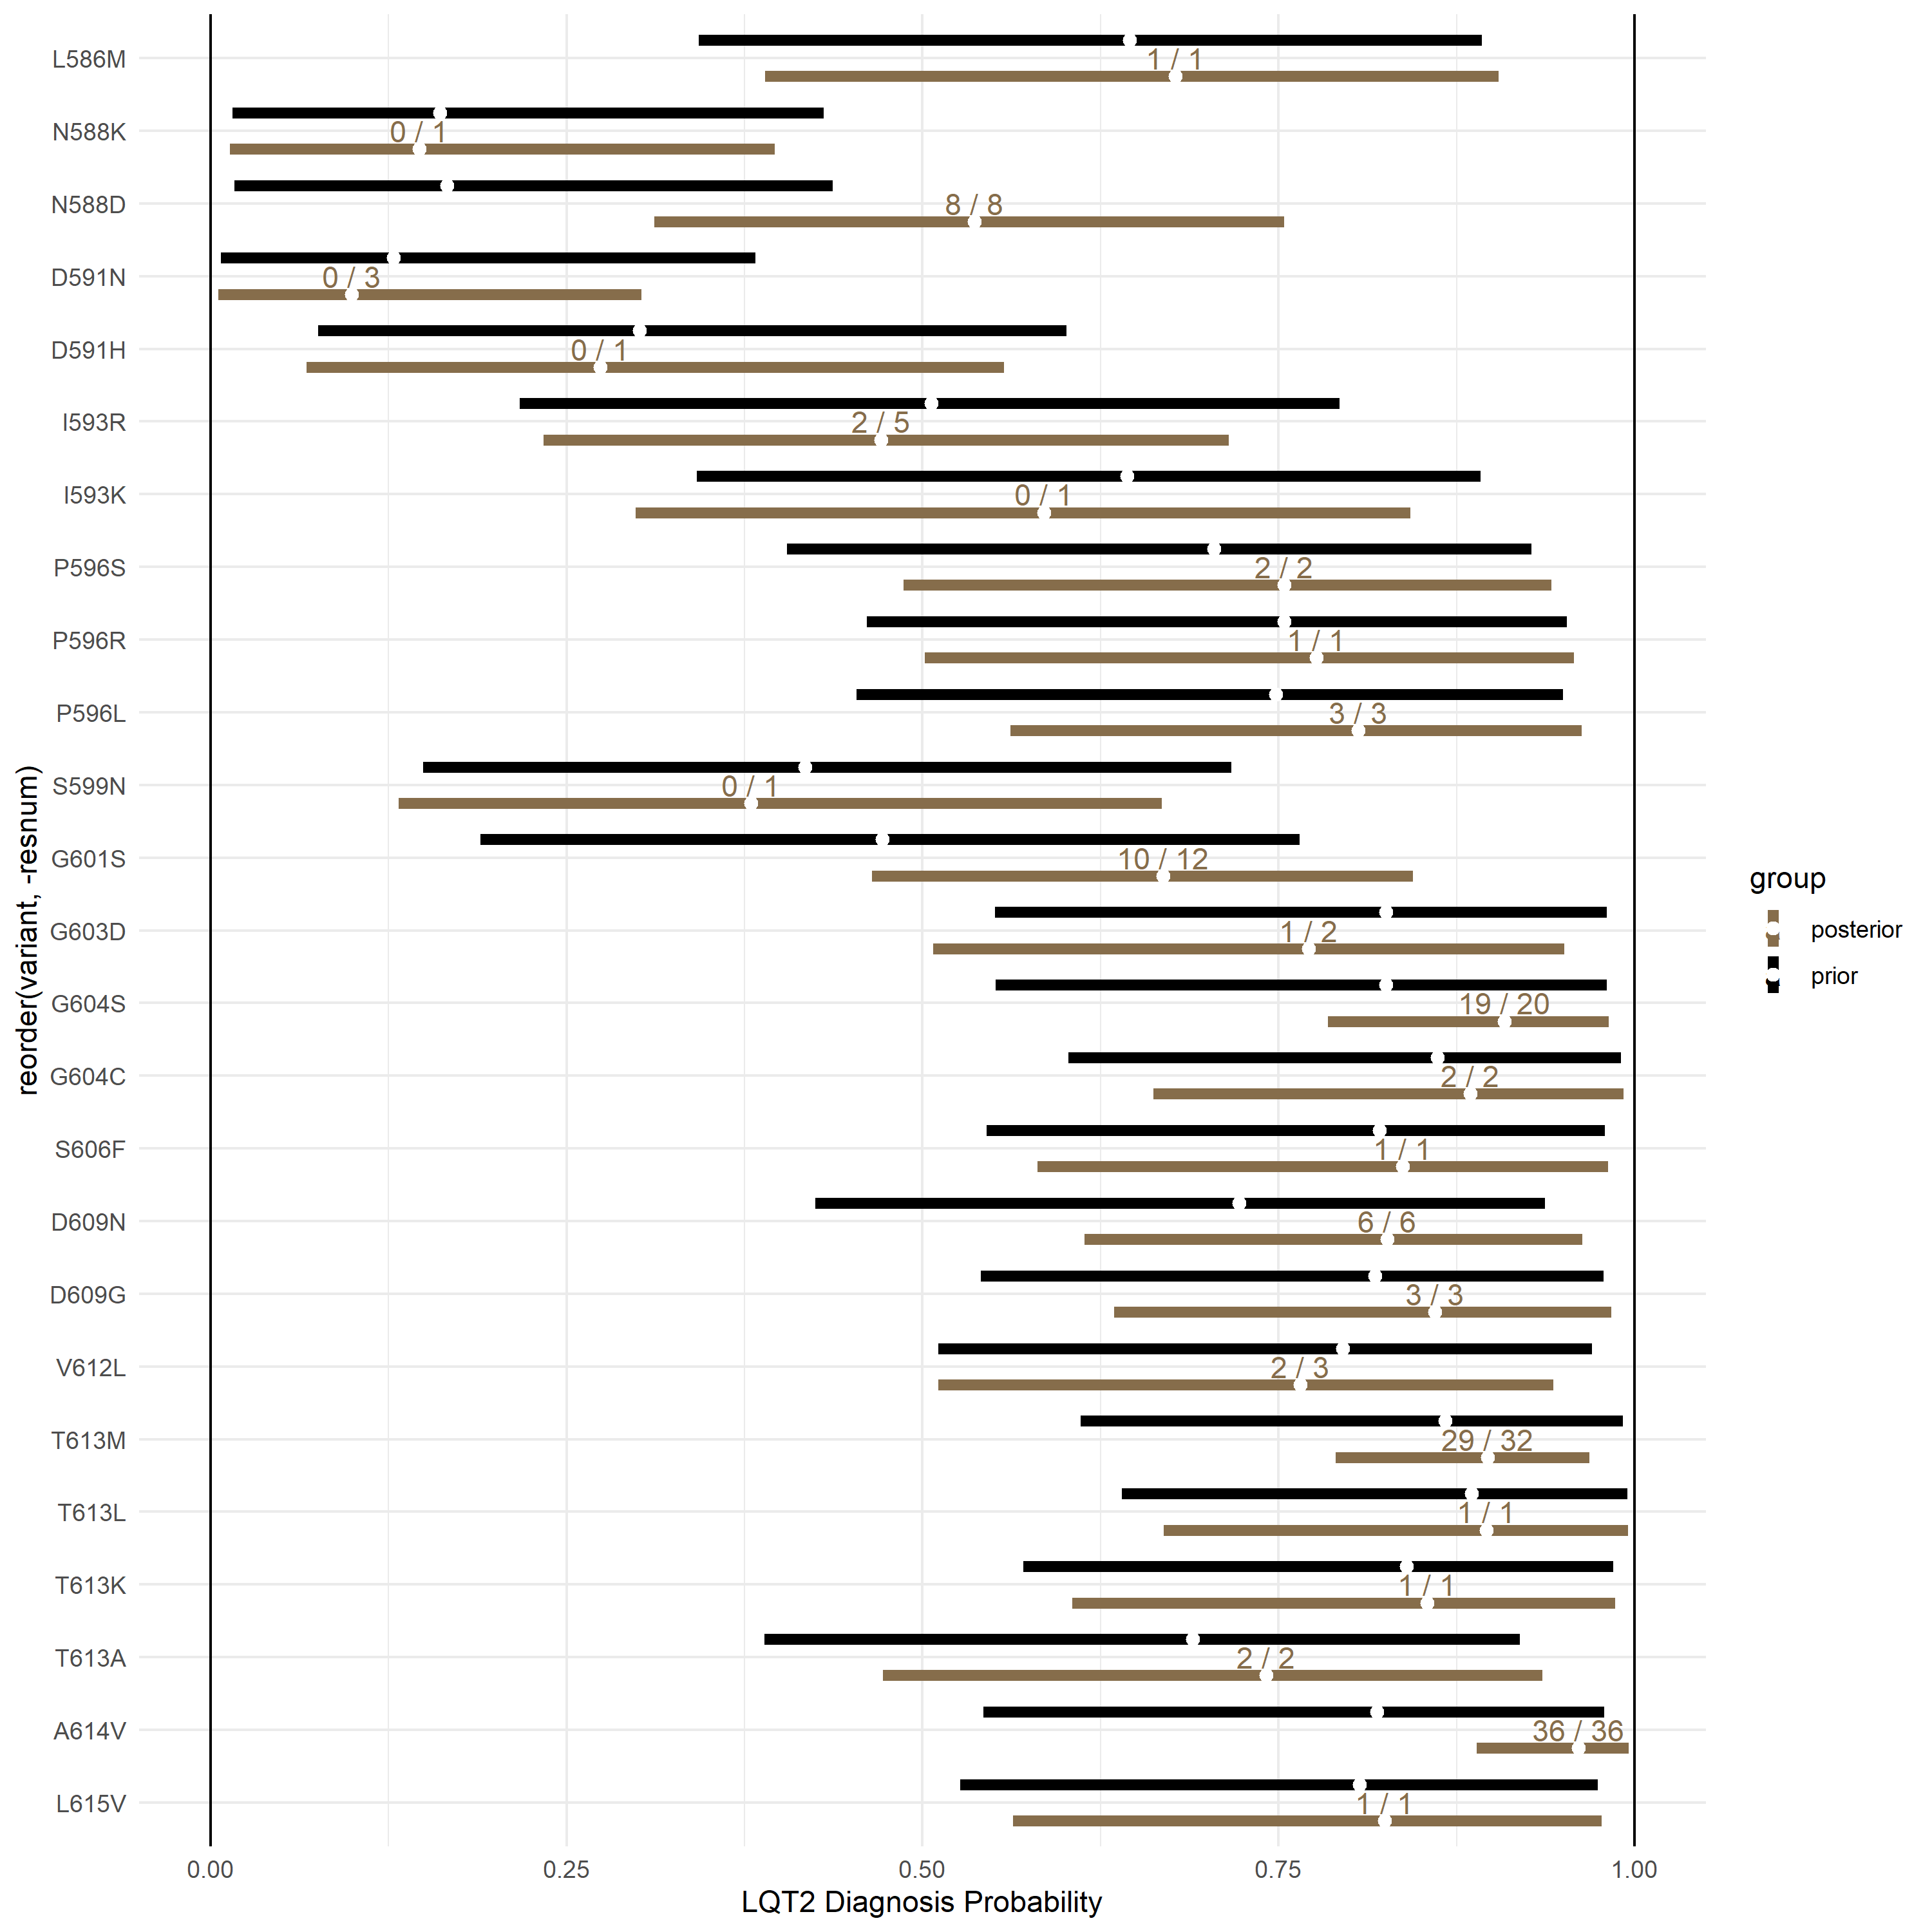 L586M
1 / 1
N588K
0 / 1
N588D
8 / 8
D591N
0 / 3
D591H
0 / 1
I593R
2 / 5
I593K
0 / 1
P596S
2 / 2
P596R
1 / 1
P596L
3 / 3
S599N
0 / 1
G601S
10 / 12
G603D
1 / 2
G604S
19 / 20
G604C
2 / 2
S606F
1 / 1
D609N
6 / 6
D609G
3 / 3
V612L
2 / 3
T613M
29 / 32
T613L
1 / 1
T613K
1 / 1
T613A
2 / 2
A614V
36 / 36
L615V
1 / 1
reorder(variant, -resnum)
0.00 0.25 0.50 0.75 1.00
LQT2 Diagnosis Probability
group
posterior
prior